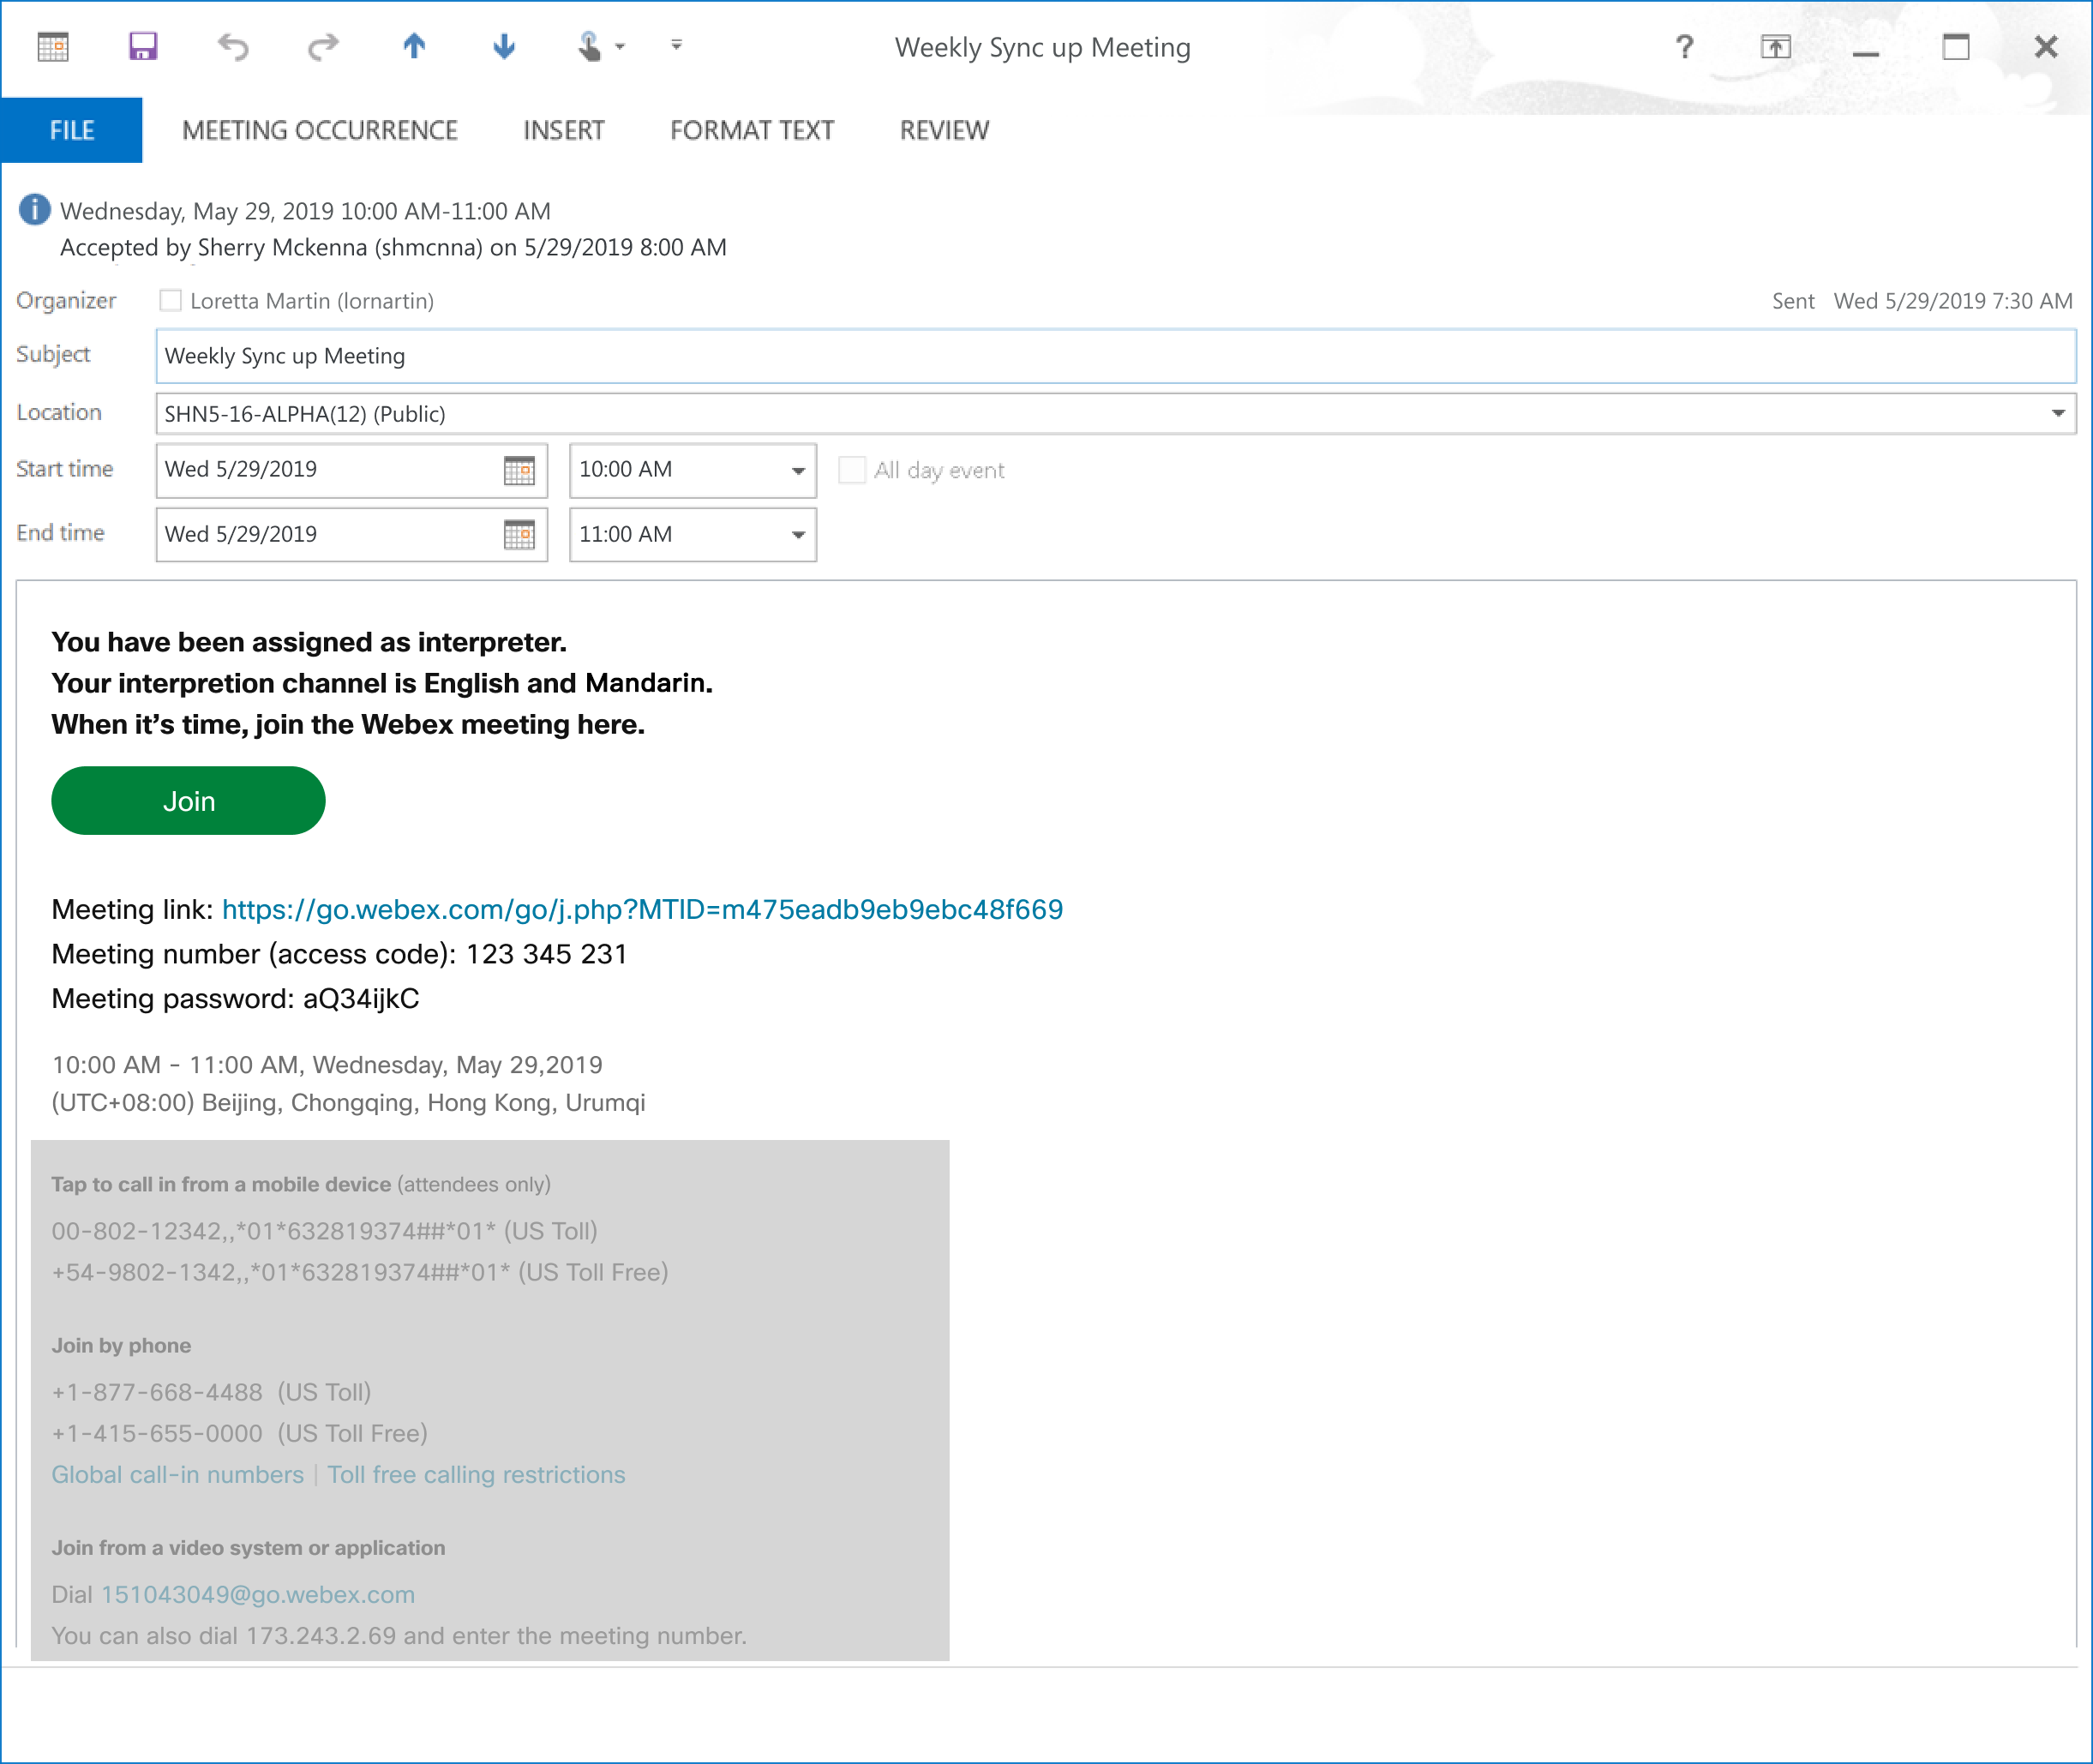 Weekly Sync up Meeting
?
FILE MEETING OCCURRENCE INSERT FORMAT TEXT REVIEW
Wednesday, May 29, 2019 10:00 AM-11:00 AM
Accepted by Sherry Mckenna (shmcnna) on 5/29/2019 8:00 AM
Organizer Loretta Martin (lornartin) Sent Wed 5/29/2019 7:30 AM
Subject Weekly Sync up Meeting
Location SHN5-16-ALPHA(12) (Public)
Start time Wed 5/29/2019 10:00 AM All day event
End time Wed 5/29/2019 11:00 AM
You have been assigned as interpreter.
Your interpretion channel is English and Mandarin.
When it’s time, join the Webex meeting here.
Join
Meeting link: https://go.webex.com/go/j.php?MTID=m475eadb9eb9ebc48f669
Meeting number (access code): 123 345 231
Meeting password: aQ34ijkC
10:00 AM - 11:00 AM, Wednesday, May 29,2019
(UTC+08:00) Beijing, Chongqing, Hong Kong, Urumqi
Tap to call in from a mobile device (attendees only)
00-802-12342,,*01*632819374##*01* (US Toll)
+54-9802-1342,,*01*632819374##*01* (US Toll Free)
Join by phone
+1-877-668-4488 (US Toll)
+1-415-655-0000 (US Toll Free)
Global call-in numbers | Toll free calling restrictions
Join from a video system or application
Dial 151043049@go.webex.com
You can also dial 173.243.2.69 and enter the meeting number.